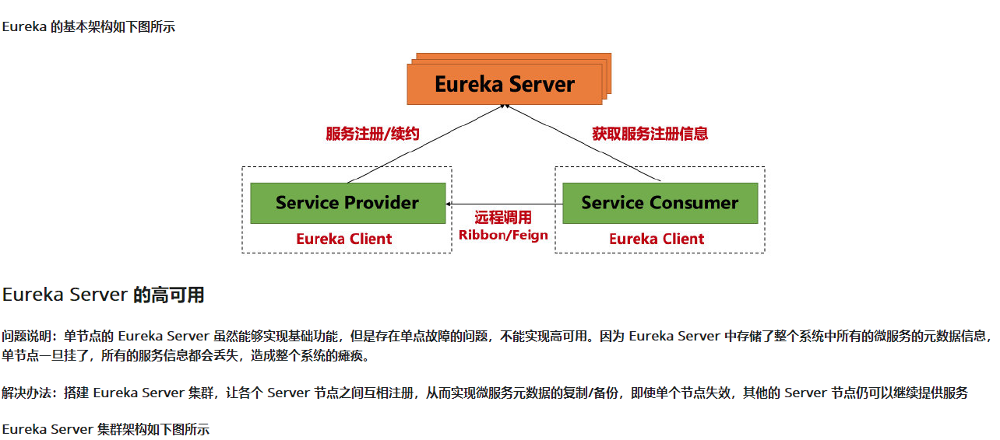 Eureka 的基本架构如下图所示
Eureka Server
服务注册/续约
获取服务注册信息
Service Provider
Service Consumer
远程调用
Ribbon/Feign
Eureka Client
Eureka Client
Eureka Server 的高可用
问题说明：单节点的 Eureka Server 虽然能够实现基础功能，但是存在单点故障的问题，不能实现高可用。因为 Eureka Server 中存储了整个系统中所有的微服务的元数据信息，
单节点一旦挂了，所有的服务信息都会丢失，造成整个系统的瘫痪。
解决办法：搭建 Eureka Server 集群，让各个 Server 节点之间互相注册，从而实现微服务元数据的复制/备份，即使单个节点失效，其他的 Server 节点仍可以继续提供服务
Eureka Server 集群架构如下图所示